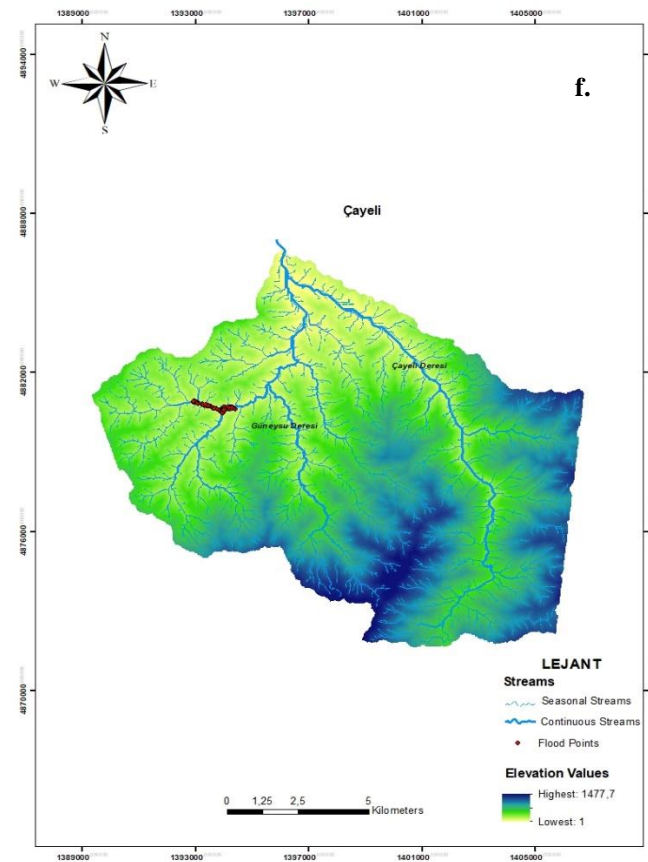 1389000 1393000 1397000 1401000 1405000
4894000
N
W E
S
f.
4888000
Çayeli
4882000
Çayeli Deresi
Güneysu Deresi
4876000
LEJANT
Streams
Seasonal Streams
Continuous Streams
Flood Points
4870000
Elevation Values
Highest: 1477,7
Lowest: 1
0 1,25 2,5 5
Kilometers
1389000 1393000 1397000 1401000 1405000